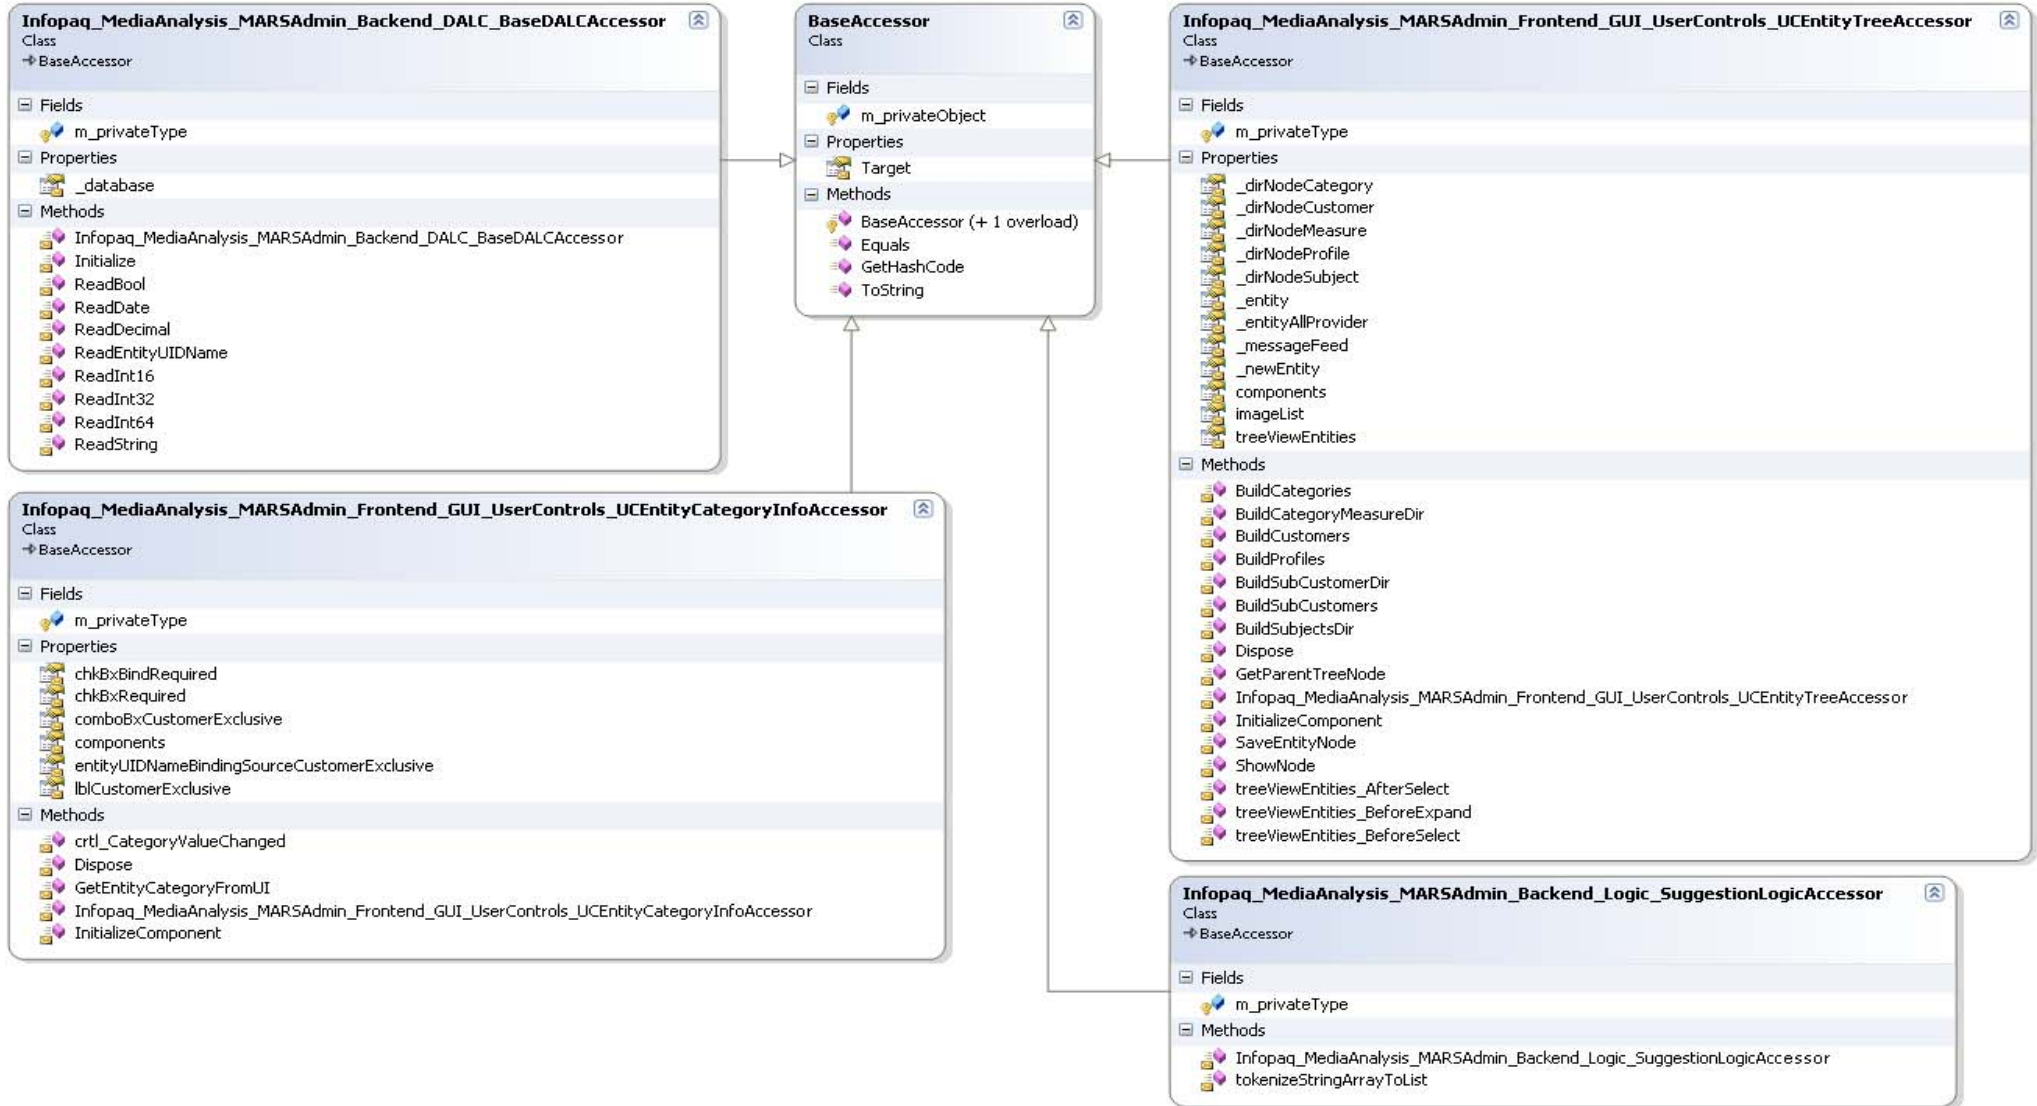 Infopaq_MediaAnalysis_MARSAdmin_Backend_DALC_BaseDALCAccessor
Class
BaseAccessor
Fields
m_privateType
Properties
_database
Methods
Infopaq_MediaAnalysis_MARSAdmin_Backend_DALC_BaseDALCAccessor
Initialize
ReadBool
ReadDate
ReadDecimal
ReadEntityUIDName
ReadInt16
ReadInt32
ReadInt64
ReadString
BaseAccessor
Class
Fields
m_privateObject
Properties
Target
Methods
BaseAccessor (+ 1 overload)
Equals
GetHashCode
ToString
Infopaq_MediaAnalysis_MARSAdmin_Frontend_GUI_UserControls_UCEntityTreeAccessor
Class
BaseAccessor
Fields
m_privateType
Properties
_dirNodeCategory
_dirNodeCustomer
_dirNodeMeasure
_dirNodeProfile
_dirNodeSubject
_entity
_entityAllProvider
_messageFeed
_newEntity
components
imageList
treeViewEntities
Methods
BuildCategories
BuildCategoryMeasureDir
BuildCustomers
BuildProfiles
BuildSubCustomerDir
BuildSubCustomers
BuildSubjectsDir
Dispose
GetParentTreeNode
Infopaq_MediaAnalysis_MARSAdmin_Frontend_GUI_UserControls_UCEntityTreeAccessor
InitializeComponent
SaveEntityNode
ShowNode
treeViewEntities_AfterSelect
treeViewEntities_BeforeExpand
treeViewEntities_BeforeSelect
Infopaq_MediaAnalysis_MARSAdmin_Frontend_GUI_UserControls_UCEntityCategoryInfoAccessor
Class
BaseAccessor
Fields
m_privateType
Properties
chkBxBindRequired
chkBxRequired
comboBxCustomerExclusive
components
entityUIDNameBindingSourceCustomerExclusive
lblCustomerExclusive
Methods
crtl_CategoryValueChanged
Dispose
GetEntityCategoryFromUI
Infopaq_MediaAnalysis_MARSAdmin_Frontend_GUI_UserControls_UCEntityCategoryInfoAccessor
InitializeComponent
Infopaq_MediaAnalysis_MARSAdmin_Backend_Logic_SuggestionLogicAccessor
Class
BaseAccessor
Fields
m_privateType
Methods
Infopaq_MediaAnalysis_MARSAdmin_Backend_Logic_SuggestionLogicAccessor
tokenizeStringArrayToList